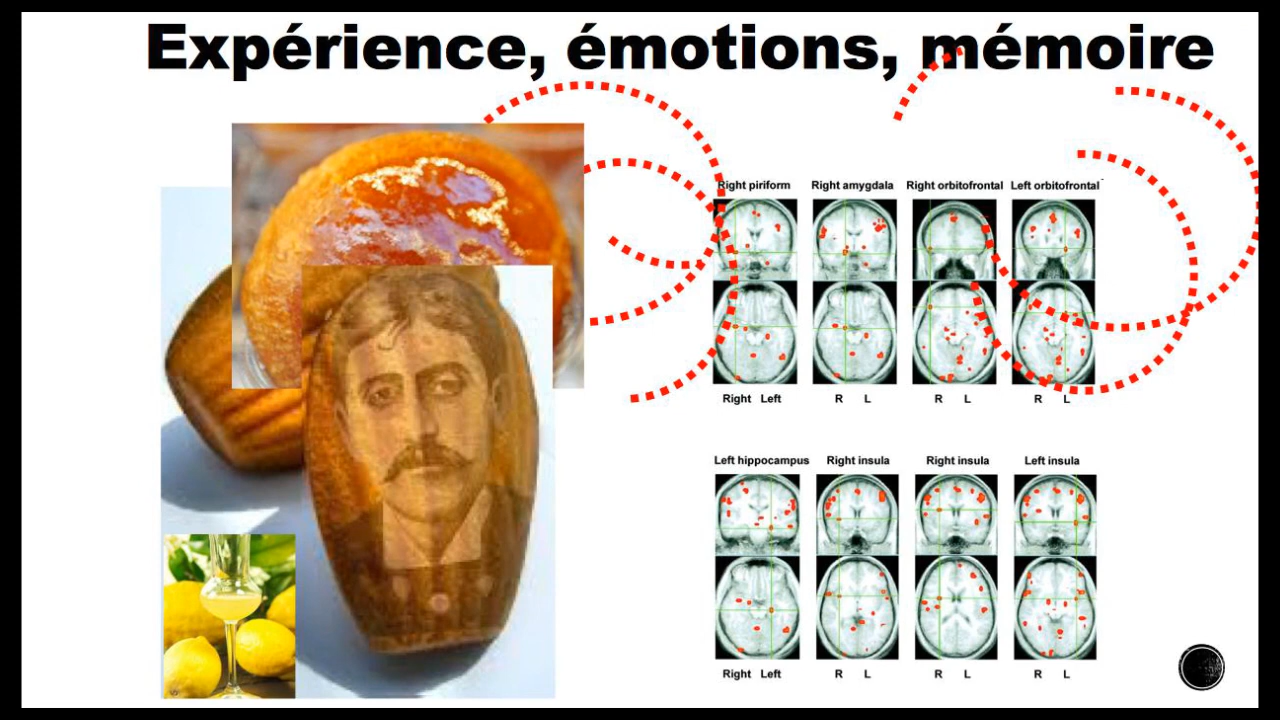 Expérience, émotions, mémoire
Right piriform Right amygdala Right orbitofrontal Left orbitofrontal
Right Left R L R L R L
Left hippocampus Right insula Right insula Left insula
Right Left R L R L R L